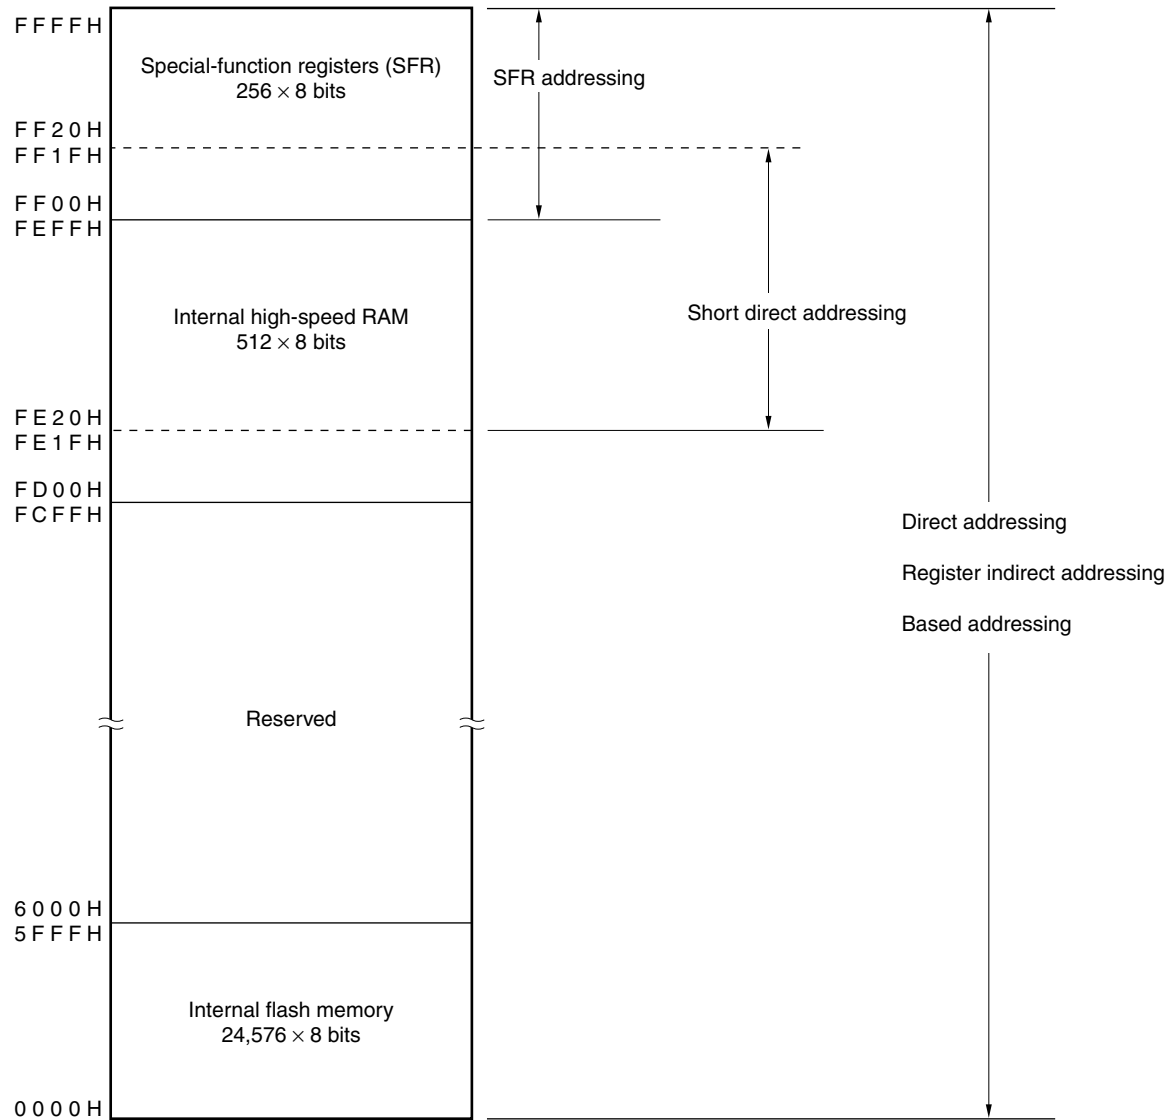 FFFFH
Special-function registers (SFR)
256 × 8 bits
SFR addressing
FF20H
FF1FH
FF00H
FEFFH
Internal high-speed RAM
512 × 8 bits
Short direct addressing
FE20H
FE1FH
FD00H
FCFFH
Direct addressing
Register indirect addressing
Based addressing
Reserved
6000H
5FFFH
Internal flash memory
24,576 × 8 bits
0000H